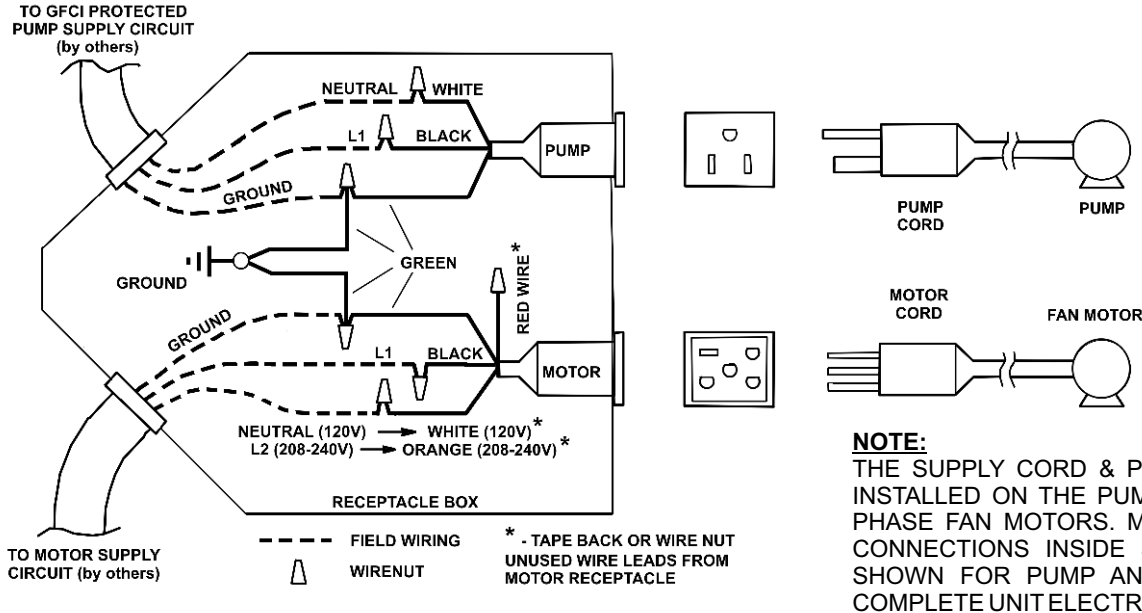 TO GFCI PROTECTED
PUMP SUPPLY CIRCUIT
(by others)
NEUTRAL
WHITE
L1
BLACK
PUMP
GROUND
GREEN
GROUND
RED WIRE*
GROUND
L1
BLACK
MOTOR
NEUTRAL (120V) WHITE (120V)*
L2 (208-240V) ORANGE (208-240V)*
RECEPTACLE BOX
TO MOTOR SUPPLY
CIRCUIT (by others)
FIELD WIRING
WIRENUT
* - TAPE BACK OR WIRE NUT
UNUSED WIRE LEADS FROM
MOTOR RECEPTACLE
PUMP
CORD
PUMP
MOTOR
CORD
FAN MOTOR
NOTE:
THE SUPPLY CORD & P
INSTALLED ON THE PUM
PHASE FAN MOTORS. M
CONNECTIONS INSIDE
SHOWN FOR PUMP AN
COMPLETE UNIT ELECTR